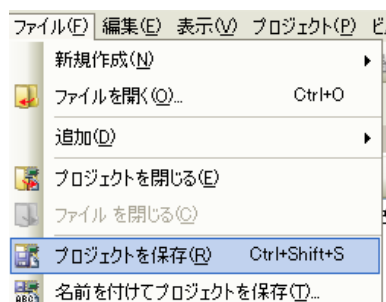 ファイル(F) 編集(E) 表示(V) プロジェクト(P) ビ
新規作成(N)
ファイルを開く(O)... Ctrl+O
追加(D)
プロジェクトを閉じる(E)
ファイル を閉じる(C)
プロジェクトを保存(R) Ctrl+Shift+S
名前を付けてプロジェクトを保存(T)...